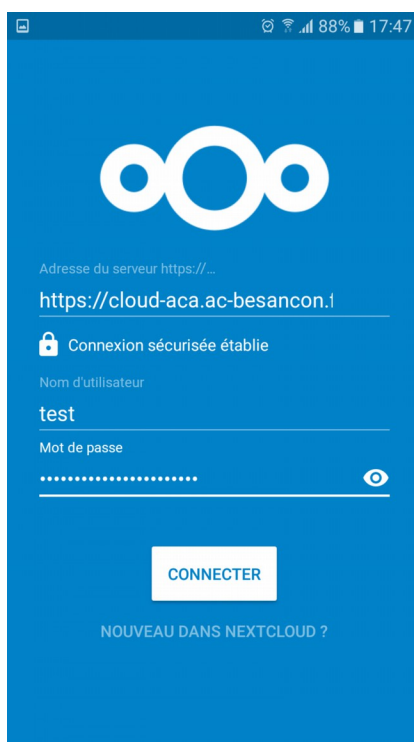 88% 17:47
Adresse du serveur https://…
https://cloud-aca.ac-besancon.
Connexion sécurisée établie
Nom d'utilisateur
test
Mot de passe
•••••••••••••••••••••••
CONNECTER
NOUVEAU DANS NEXTCLOUD ?